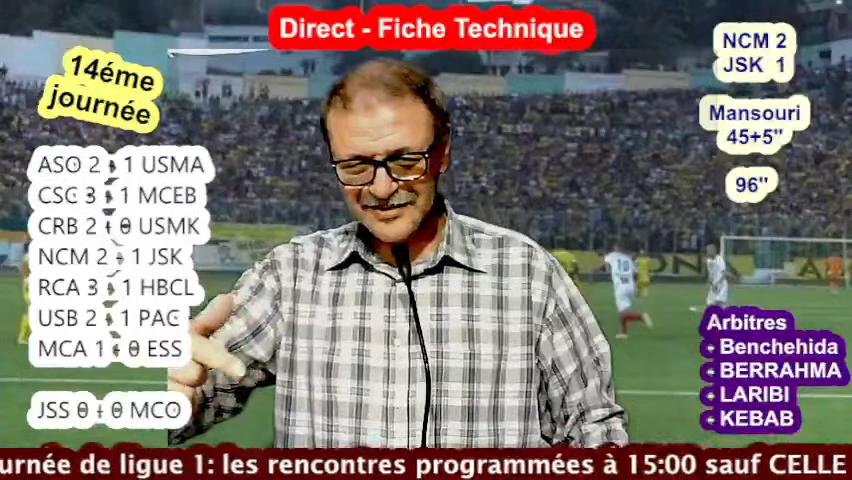 Direct - Fiche Technique
14éme
journée
ASO 2 - 1 USMA
CSC 3 - 1 MCEB
CRB 2 - 0 USMK
NCM 2 - 1 JSK
RCA 3 - 1 HBCL
USB 2 - 1 PAC
MCA 1 - 0 ESS
JSS 0 - 0 MCO
NCM 2
JSK 1
Mansouri
45+5"
96"
Arbitres
- Benchehida
- BERRAHMA
- LARIBI
- KEBAB
10
urnée de ligue 1: les rencontres programmées à 15:00 sauf CELLE